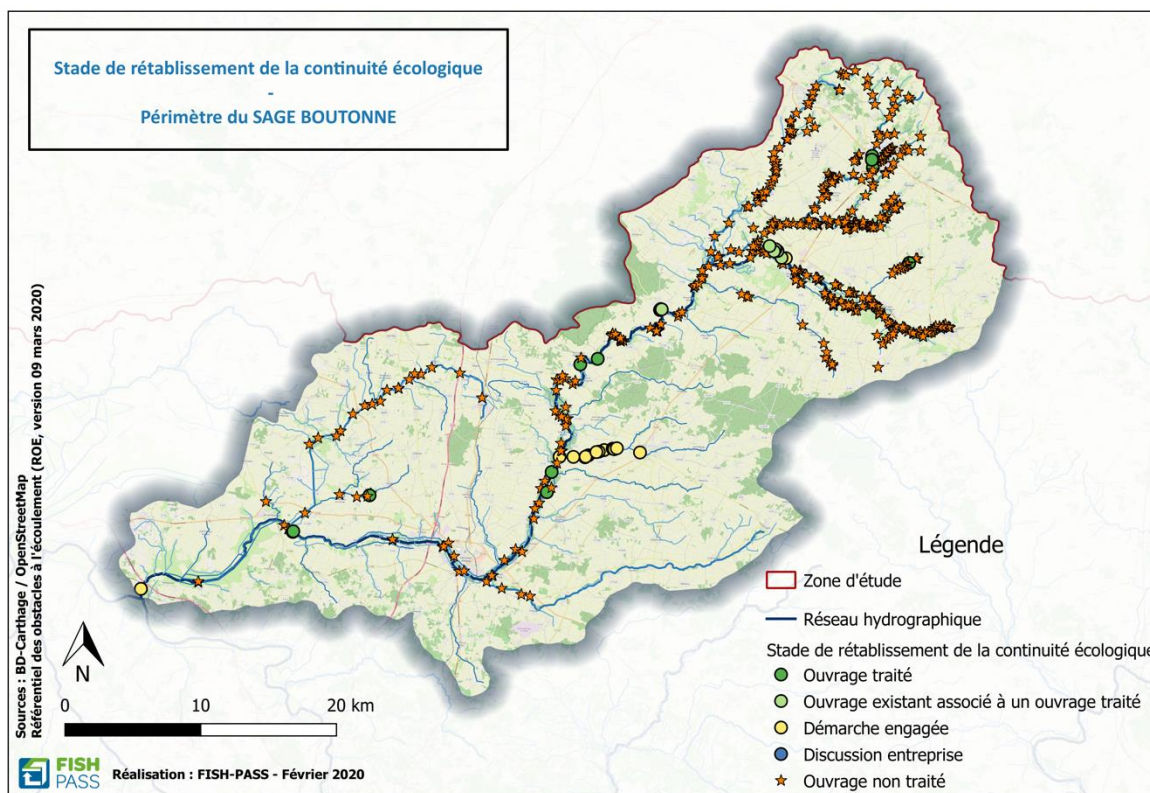 Stade de rétablissement de la continuité écologique
-
Périmètre du SAGE BOUTONNE
Sources : BD-Carthage / OpenStreetMap
Référentiel des obstacles à l'écoulement (ROE, version 09 mars 2020)
N
0 10 20 km
FISH
PASS
Réalisation : FISH-PASS - Février 2020
Légende
Zone d'étude
Réseau hydrographique
Stade de rétablissement de la continuité écologique
Ouvrage traité
Ouvrage existant associé à un ouvrage traité
Démarche engagée
Discussion entreprise
Ouvrage non traité